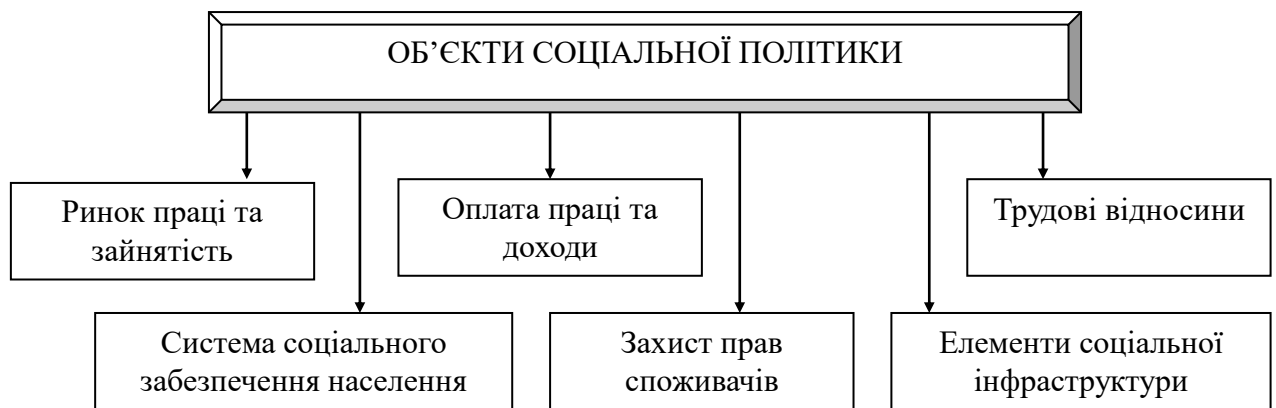 ОБ’ЄКТИ СОЦІАЛЬНОЇ ПОЛІТИКИ
Ринок праці та
зайнятість
Оплата праці та
доходи
Трудові відносини
Система соціального
забезпечення населення
Захист прав
споживачів
Елементи соціальної
інфраструктури